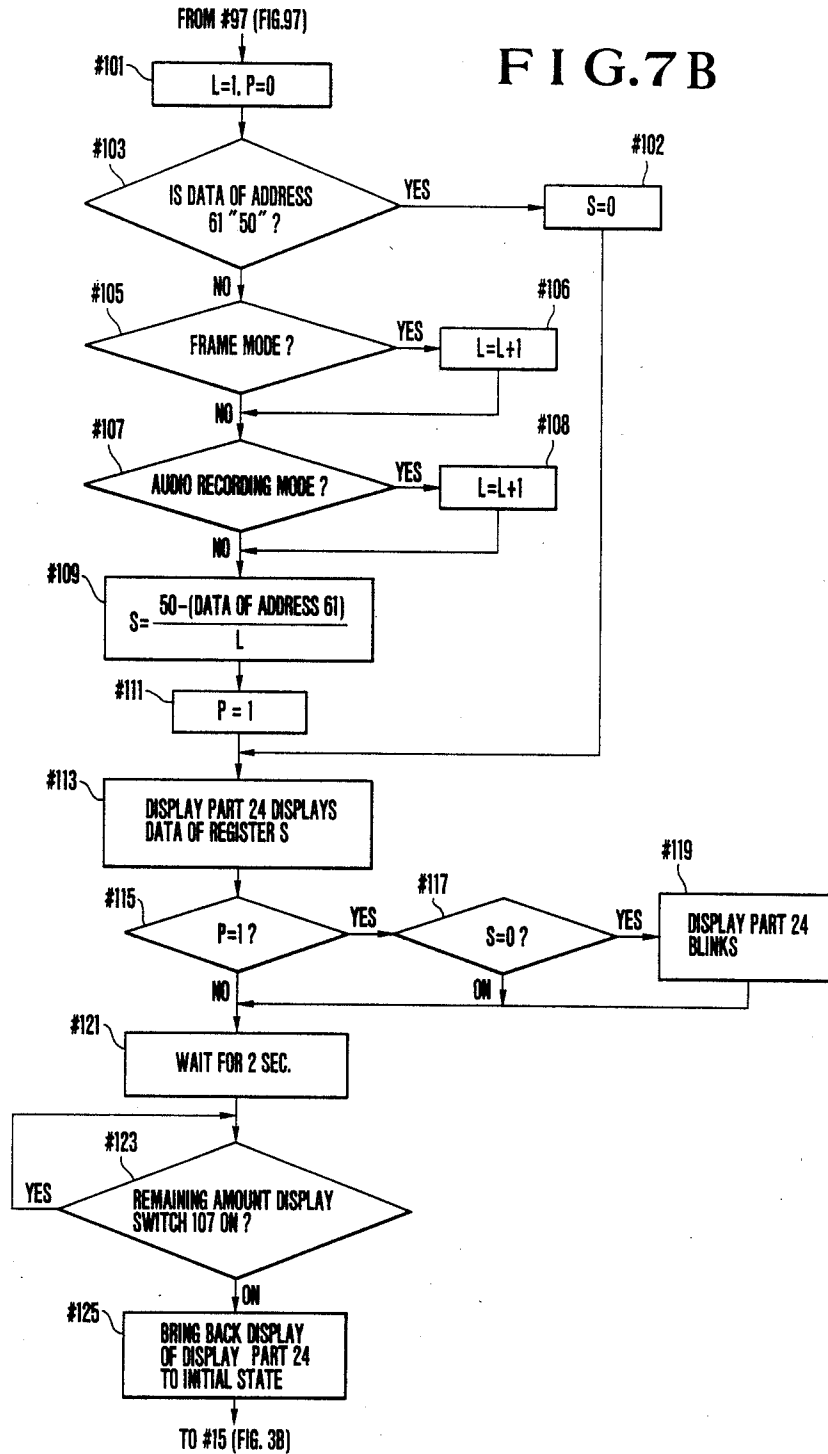 FROM #97 (FIG.97)
FIG.7B
#101
L=1, P=0
#103
IS DATA OF ADDRESS
61 "50" ?
YES
#102
S=0
NO
#105
FRAME MODE ?
YES
#106
L=L+1
NO
#107
AUDIO RECORDING MODE ?
YES
#108
L=L+1
NO
#109
S= 50-(DATA OF ADDRESS 61)
L
#111
P = 1
#113
DISPLAY PART 24 DISPLAYS
DATA OF REGISTER S
#115
P=1 ?
YES
#117
S=0 ?
YES
#119
DISPLAY PART 24
BLINKS
NO
ON
#121
WAIT FOR 2 SEC.
#123
YES
REMAINING AMOUNT DISPLAY
SWITCH 107 ON ?
ON
#125
BRING BACK DISPLAY
OF DISPLAY PART 24
TO INITIAL STATE
TO #15 (FIG. 3B)